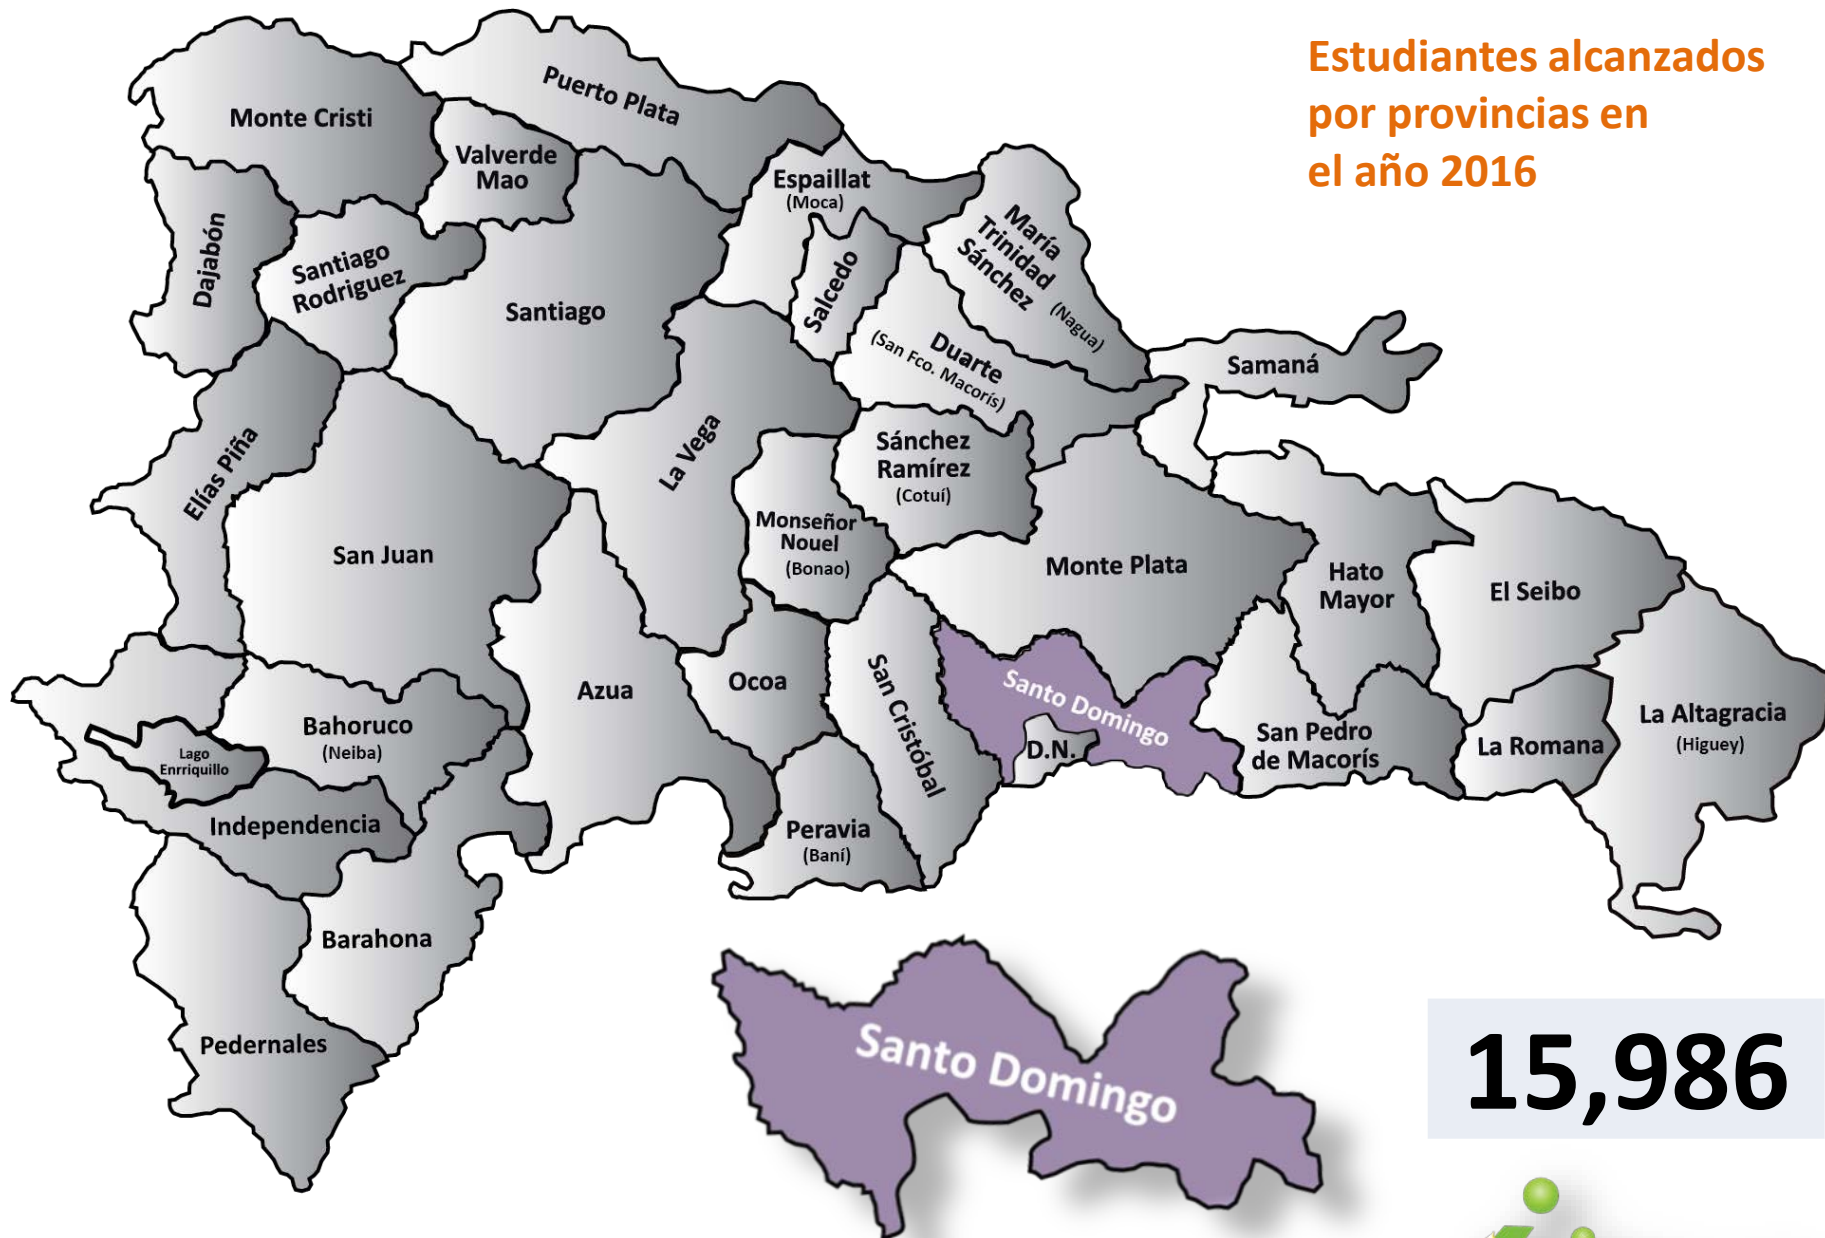 Estudiantes alcanzados
por provincias en
el año 2016
Puerto Plata
Monte Cristi
Valverde
Mao
Espaillat
(Moca)
María
Trinidad
Sánchez
(Nagua)
Dajabón
Santiago
Rodriguez
Santiago
Salcedo
Duarte
(San Fco. Macorís)
Samaná
Elías Piña
La Vega
Sánchez
Ramírez
(Cotuí)
San Juan
Monseñor
Nouel
(Bonao)
Monte Plata
Hato
Mayor
El Seibo
Azua
Ocoa
San Cristóbal
Santo Domingo
D.N.
San Pedro
de Macorís
La Romana
La Altagracia
(Higuey)
Bahoruco
(Neiba)
Lago
Enrriquillo
Independencia
Peravia
(Baní)
Barahona
Pedernales
Santo Domingo
15,986